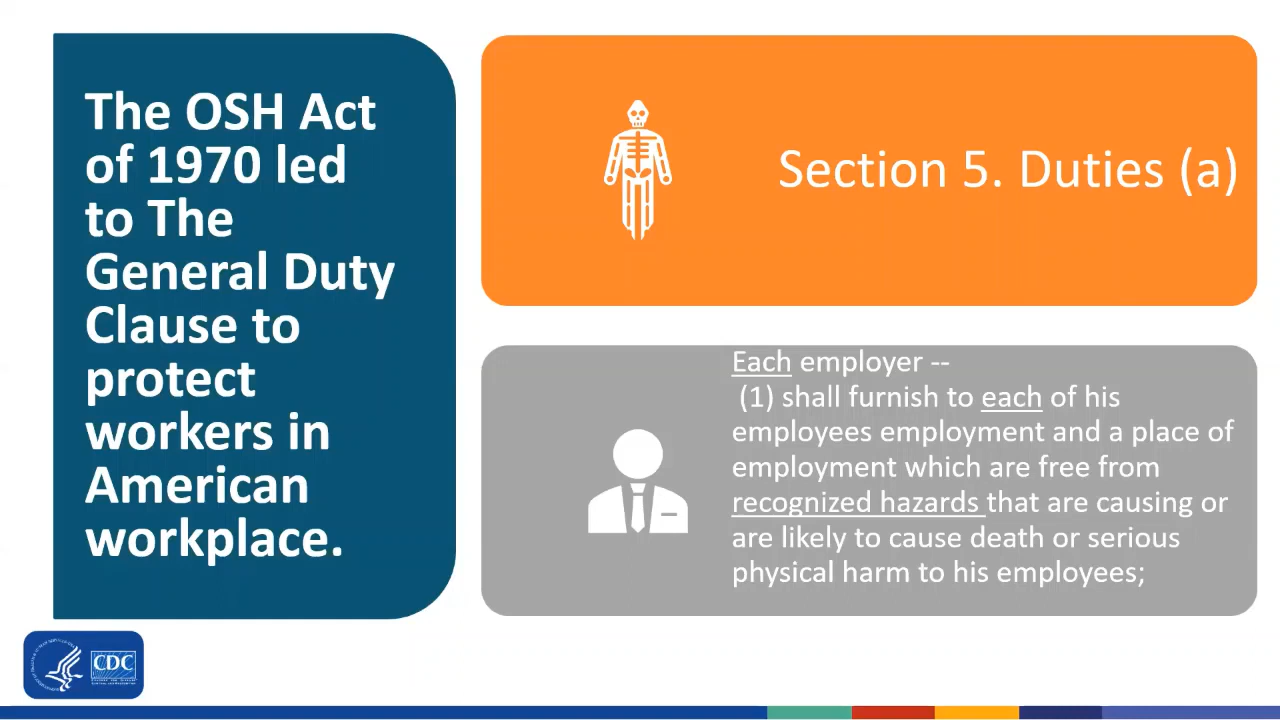 The OSH Act
of 1970 led
to The
General Duty
Clause to
protect
workers in
American
workplace.
Section 5. Duties (a)
Each employer --
(1) shall furnish to each of his
employees employment and a place of
employment which are free from
recognized hazards that are causing or
are likely to cause death or serious
physical harm to his employees;
CDC